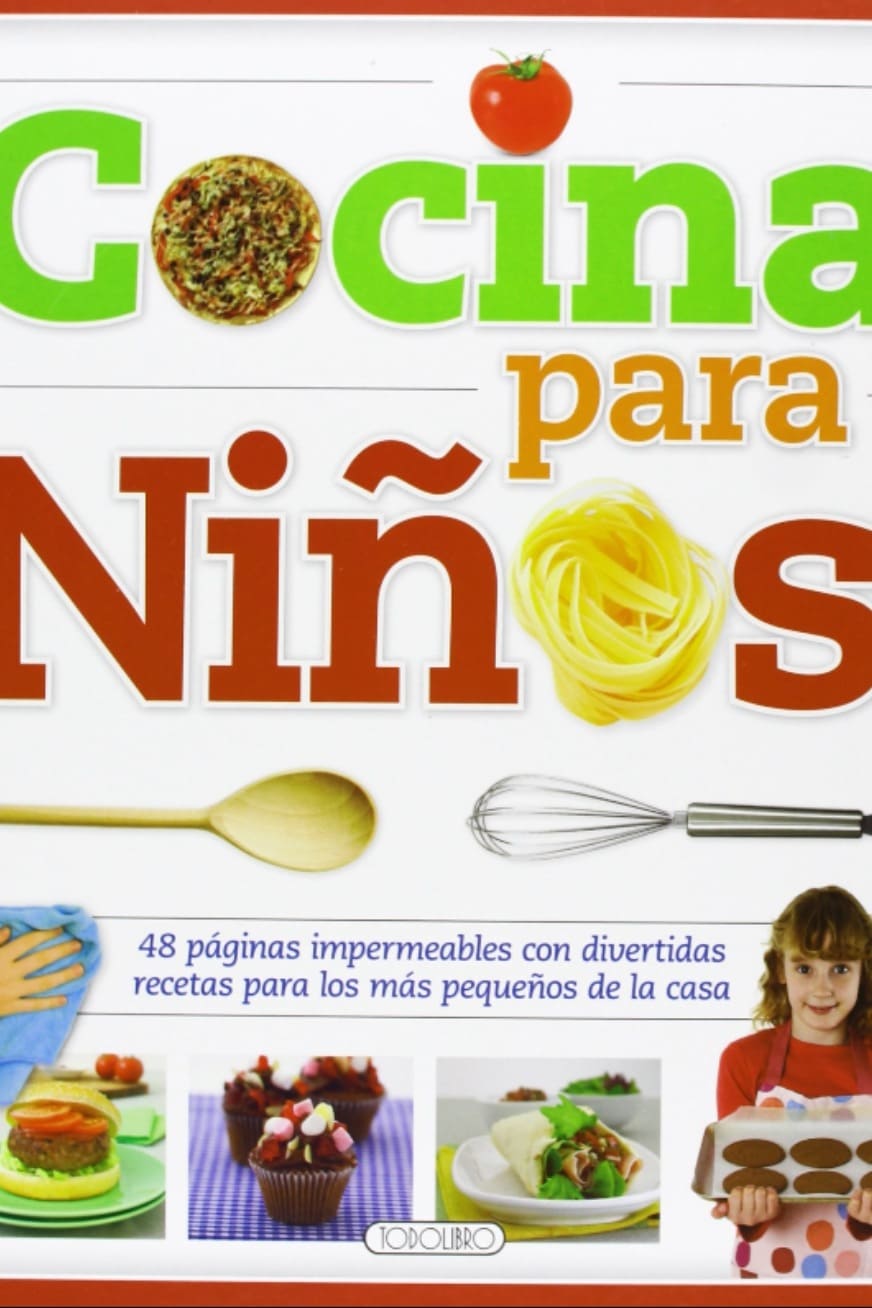 Cocina
para
Niños
48 páginas impermeables con divertidas
recetas para los más pequeños de la casa
TODOLIBRO